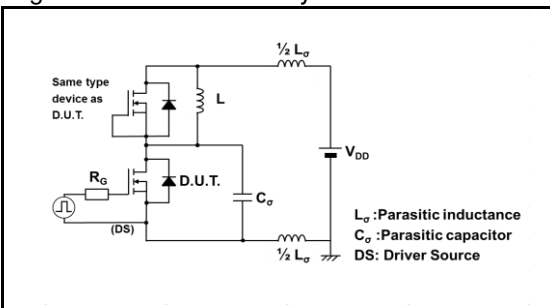 ½ Lσ
Same type
device as
D.U.T.
L
VDD
RG
D.U.T.
Cσ
(DS)
½ Lσ
Lσ :Parasitic inductance
Cσ :Parasitic capacitor
DS: Driver Source